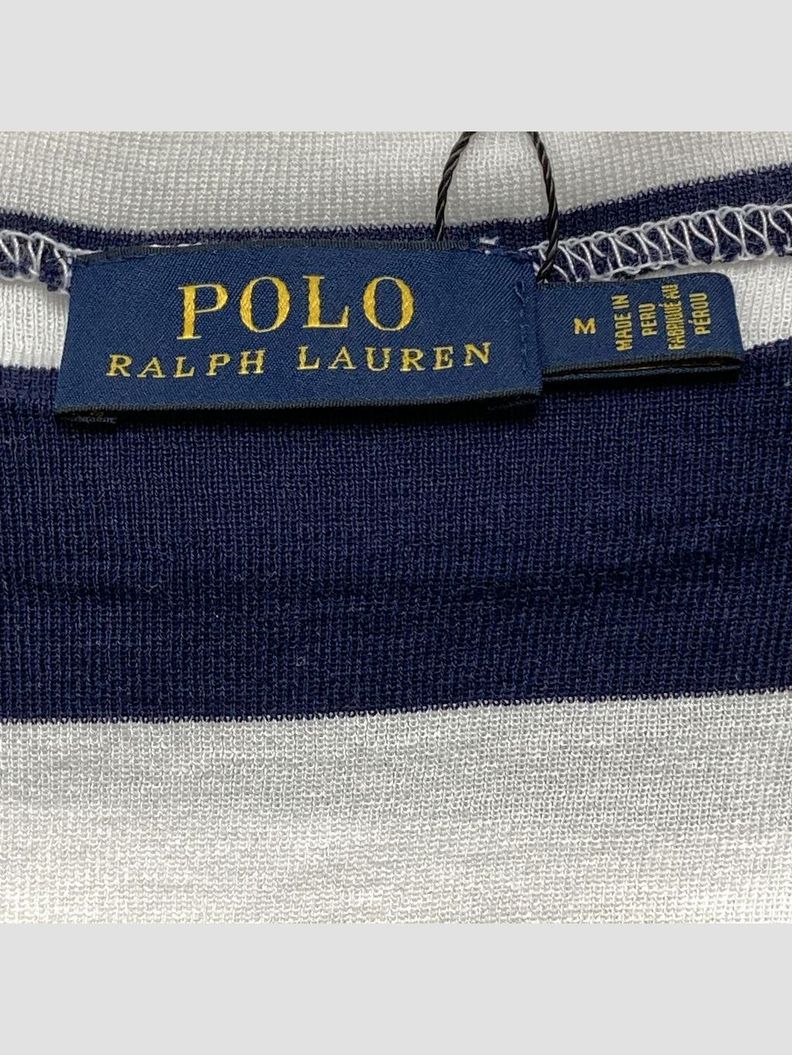 POLO
RALPH LAUREN
M
MADE IN
PERU
FABRIQUÉ AU
PÉROU